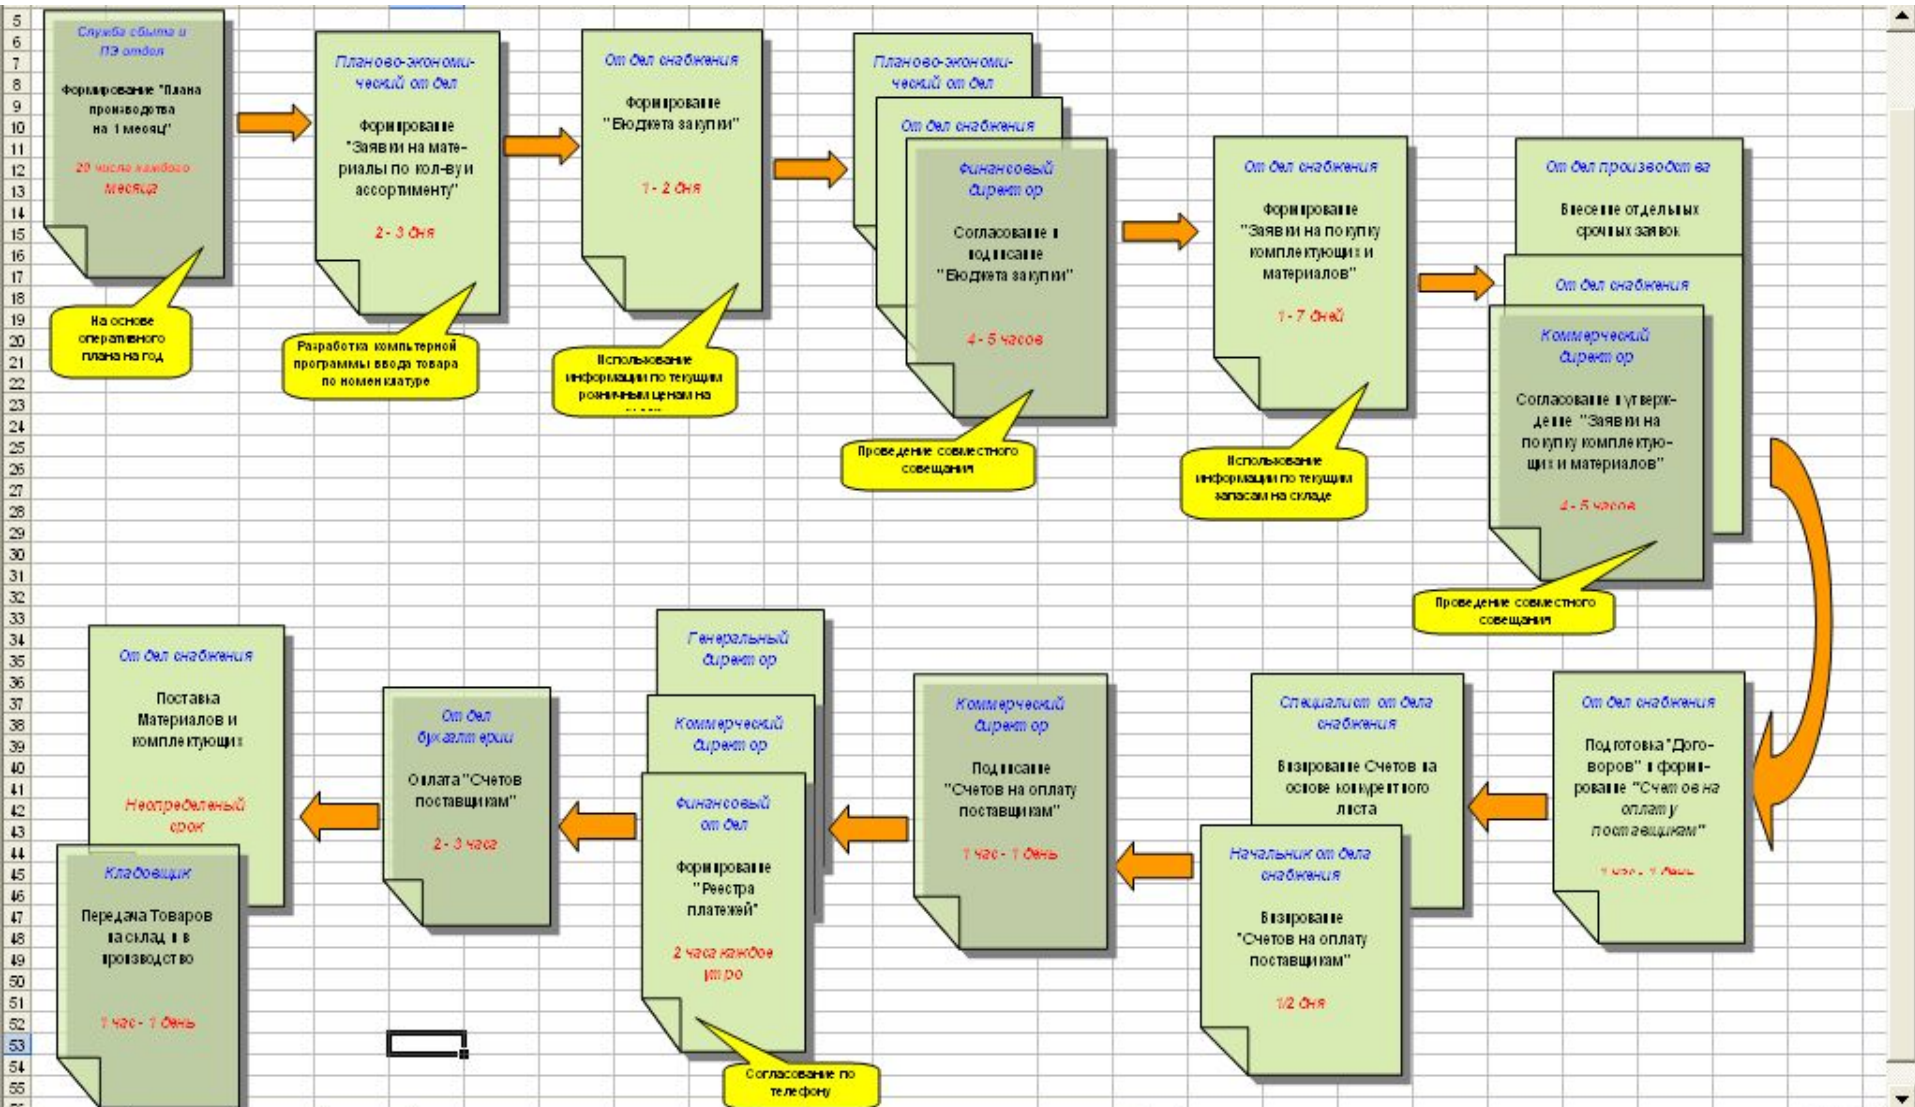 5
6
7
8
9
10
11
12
13
14
15
16
17
18
19
20
21
22
23
24
25
26
27
28
29
30
31
32
33
34
35
36
37
38
39
40
41
42
43
44
45
46
47
48
49
50
51
52
53
54
55
Служба сбыта и
ПЭ отдел
Формирование "Плана
производства
на 1 месяц"
20 числа каждого
месяца
На основе
оперативного
плана на год
Планово-экономи-
ческий отдел
Формирование
"Заявки на мате-
риалы по кол-ву и
ассортименту"
2 - 3 дня
Разработка компьтерной
программы ввода товара
по номенклатуре
Отдел снабжения
Формирование
"Бюджета закупки"
1 - 2 дня
Использование
информации по текущим
розничным ценам на
Планово-экономи-
ческий отдел
Отдел снабжения
Финансовый
директор
Согласование и
подписание
"Бюджета закупки"
4 - 5 часов
Проведение совместного
совещания
Отдел снабжения
Формирование
"Заявки на покупку
комплектующих и
материалов"
1 - 7 дней
Использование
информации по текущим
запасам на складе
Отдел производства
Внесение отдельных
срочных заявок
Отдел снабжения
Коммерческий
директор
Согласование и утверж-
дение "Заявки на
покупку комплектую-
щих и материалов"
4 - 5 часов
Проведение совместного
совещания
Отдел снабжения
Подготовка "Дого-
воров" и форми-
рование "Счетов на
оплату
поставщикам"
1 час - 1 день
Специалист отдела
снабжения
Визирование Счетов на
основе конкурентного
листа
Начальник отдела
снабжения
Визирование
"Счетов на оплату
поставщикам"
1/2 дня
Коммерческий
директор
Подписание
"Счетов на оплату
поставщикам"
1 час - 1 день
Генеральный
директор
Коммерческий
директор
Финансовый
отдел
Формирование
"Реестра
платежей"
2 часа каждое
утро
Согласование по
телефону
Отдел
бухгалтерии
Оплата "Счетов
поставщикам"
2 - 3 часа
Отдел снабжения
Поставка
Материалов и
комплектующих
Неопределеный
срок
Кладовщик
Передача Товаров
на склад и в
производство
1 час - 1 день